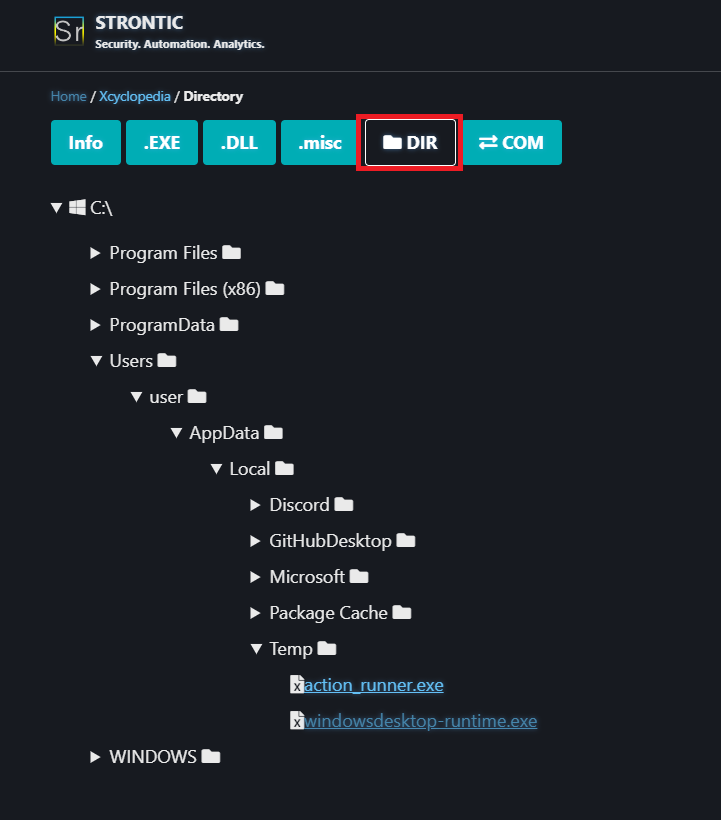 Sr STRONTIC
Security. Automation. Analytics.
Home / Xcyclopedia / Directory
Info .EXE .DLL .misc DIR COM
C:\
Program Files
Program Files (x86)
ProgramData
Users
user
AppData
Local
Discord
GitHubDesktop
Microsoft
Package Cache
Temp
action_runner.exe
windowsdesktop-runtime.exe
WINDOWS